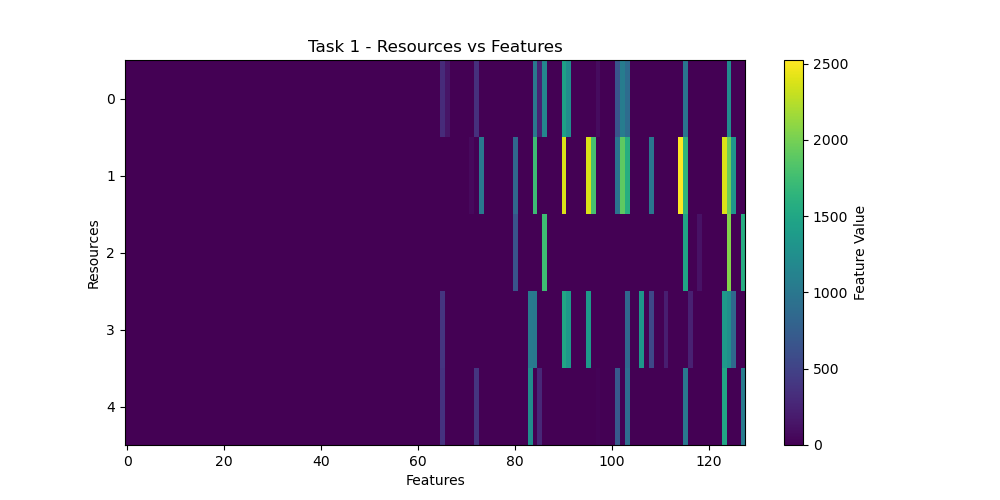 Task 1 - Resources vs Features
Resources
0
1
2
3
4
0 20 40 60 80 100 120
Features
2500
2000
1500
1000
500
0
Feature Value